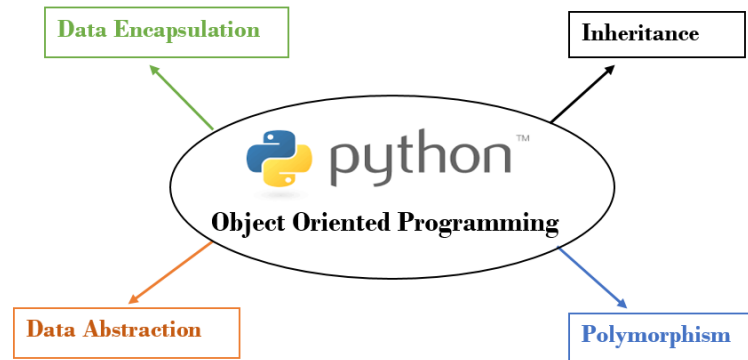 Data Encapsulation
Inheritance
python™
Object Oriented Programming
Data Abstraction
Polymorphism